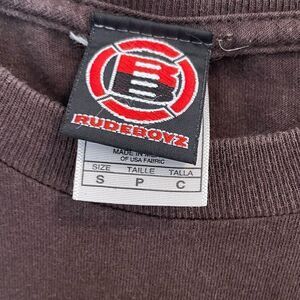 B
RUDEBOYZ
MADE IN
OF USA FABRIC
SIZE TAILLE TALLA
S P C